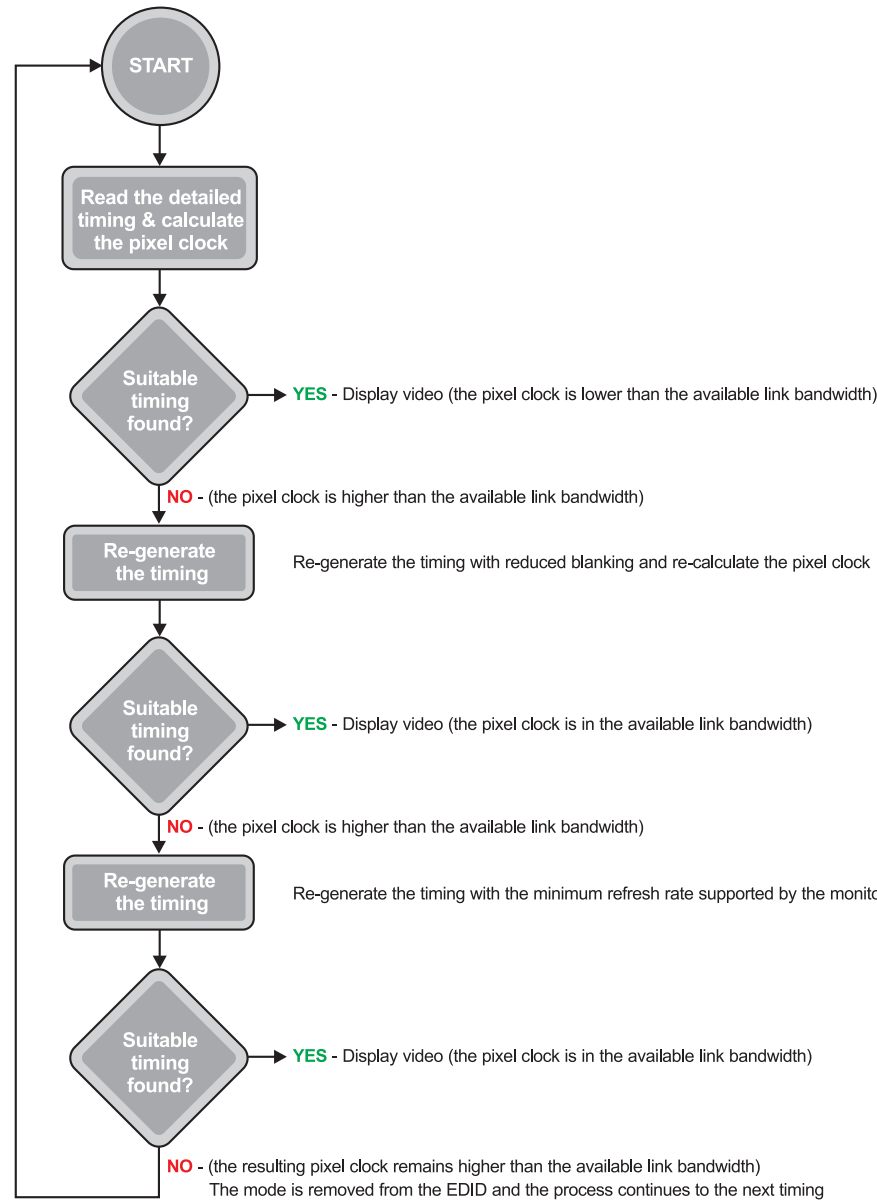 START
Read the detailed
timing & calculate
the pixel clock
Suitable
timing
found?
YES - Display video (the pixel clock is lower than the available link bandwidth)
NO - (the pixel clock is higher than the available link bandwidth)
Re-generate
the timing
Re-generate the timing with reduced blanking and re-calculate the pixel clock
Suitable
timing
found?
YES - Display video (the pixel clock is in the available link bandwidth)
NO - (the pixel clock is higher than the available link bandwidth)
Re-generate
the timing
Re-generate the timing with the minimum refresh rate supported by the
Suitable
timing
found?
YES - Display video (the pixel clock is in the available link bandwidth)
NO - (the resulting pixel clock remains higher than the available link bandwidth)
The mode is removed from the EDID and the process continues to the next timing